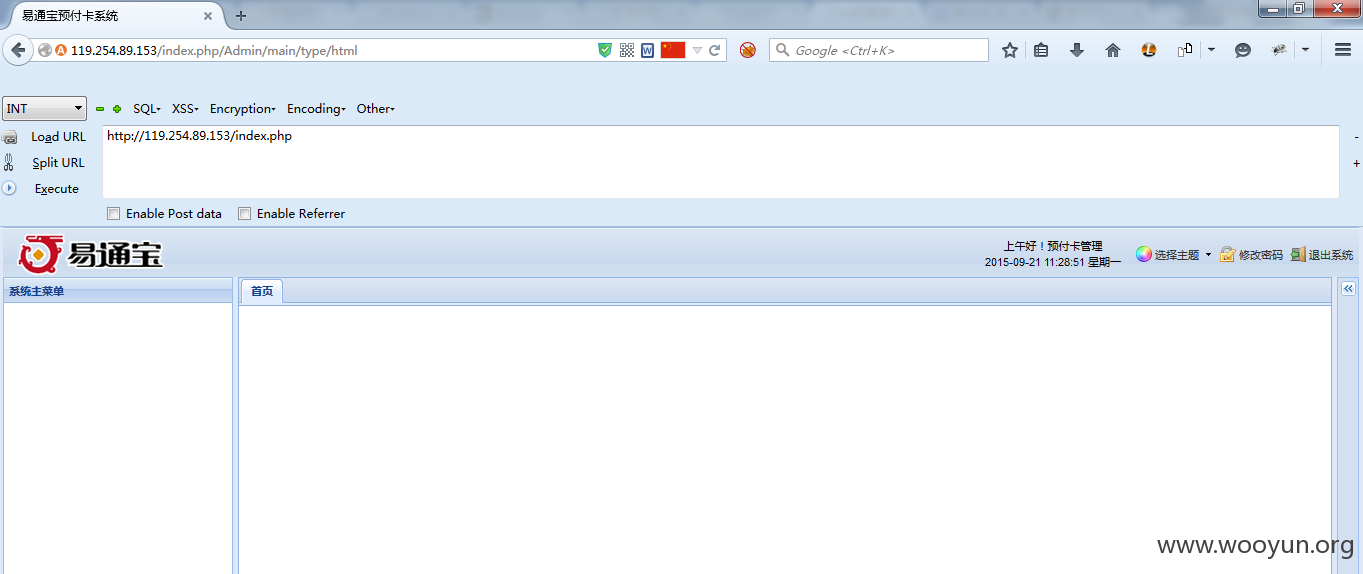 易通宝预付卡系统
119.254.89.153/index.php/Admin/main/type/html
Google <Ctrl+K>
INT SQL XSS Encryption Encoding Other
Load URL
http://119.254.89.153/index.php
Split URL
Execute
Enable Post data Enable Referrer
易通宝
上午好！预付卡管理
2015-09-21 11:28:51 星期一
选择主题 修改密码 退出系统
系统主菜单
首页
www.wooyun.org